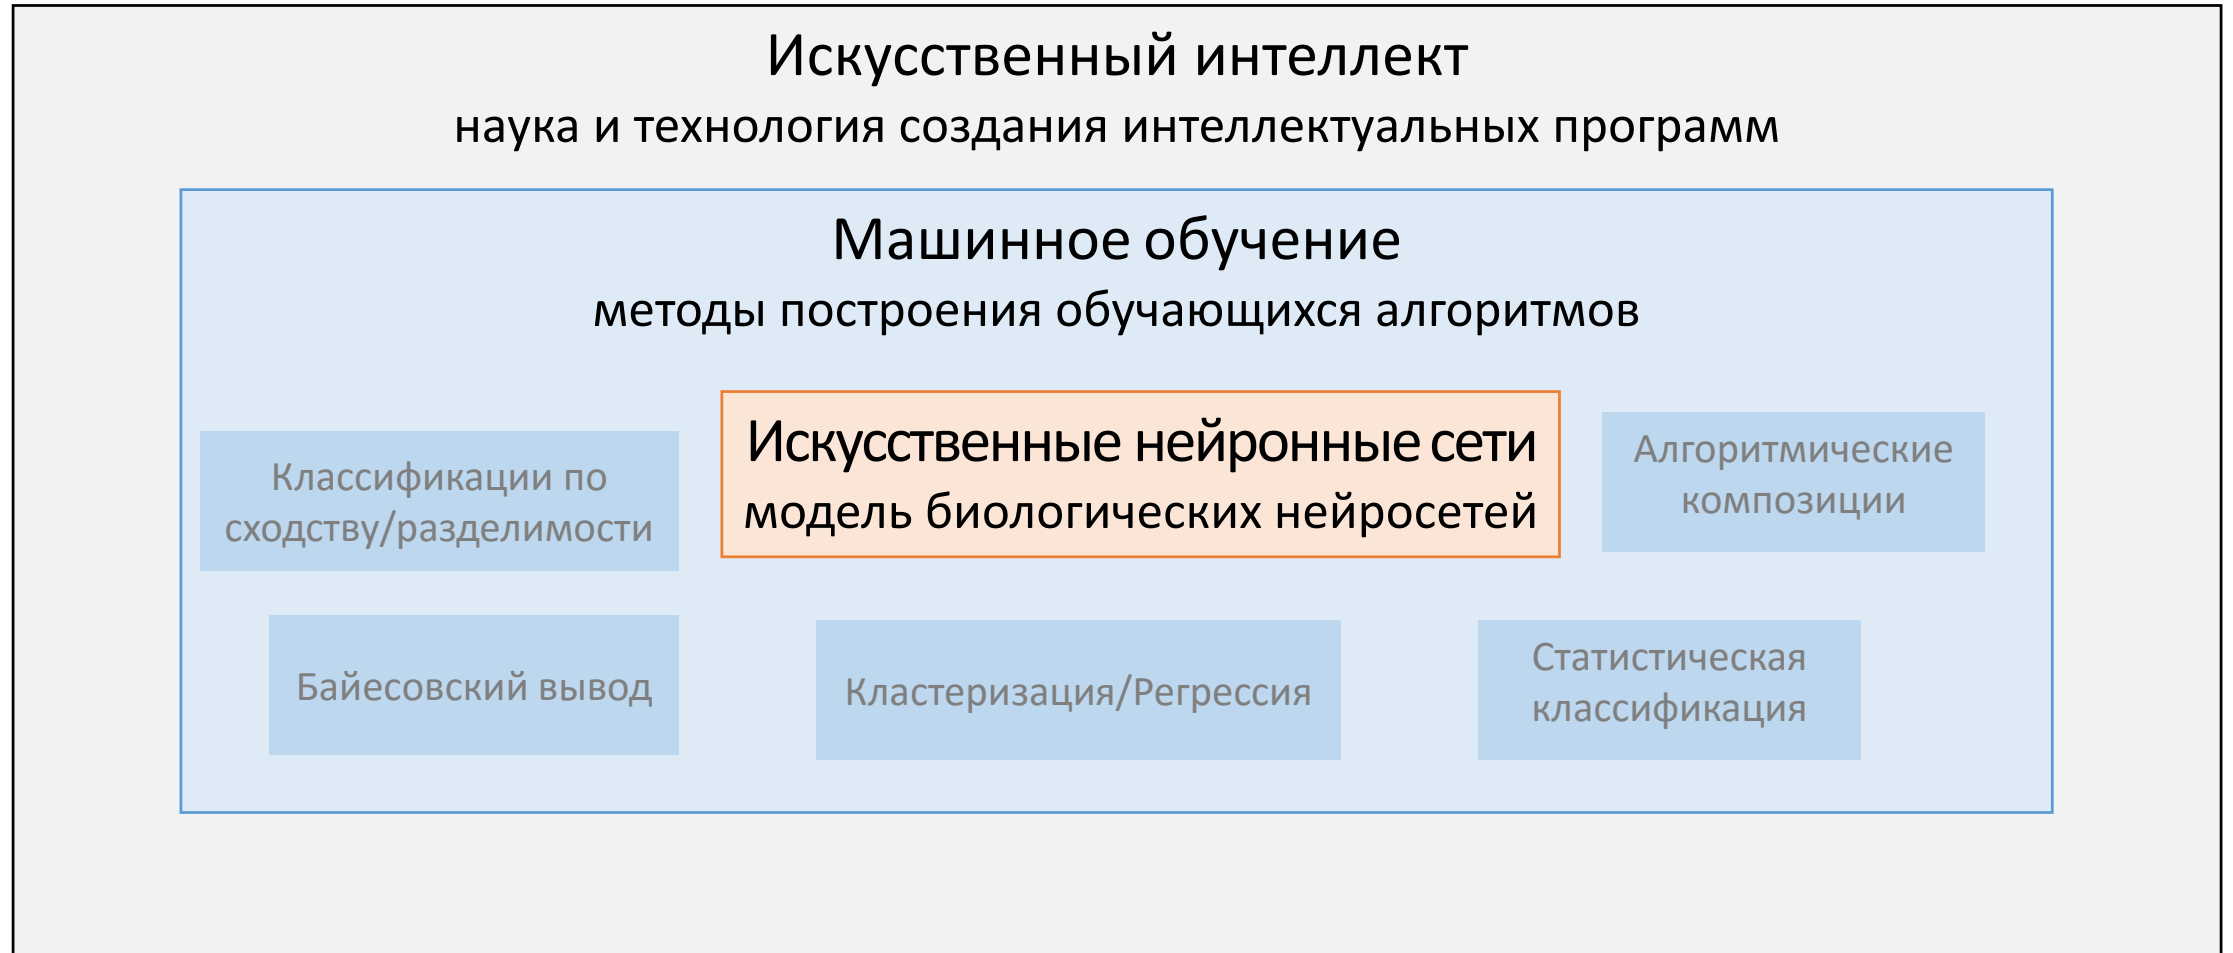 Искусственный интеллект
наука и технология создания интеллектуальных программ
Машинное обучение
методы построения обучающихся алгоритмов
Классификации по
сходству/разделимости
Искусственные нейронные сети
модель биологических нейросетей
Алгоритмические
композиции
Байесовский вывод
Кластеризация/Регрессия
Статистическая
классификация